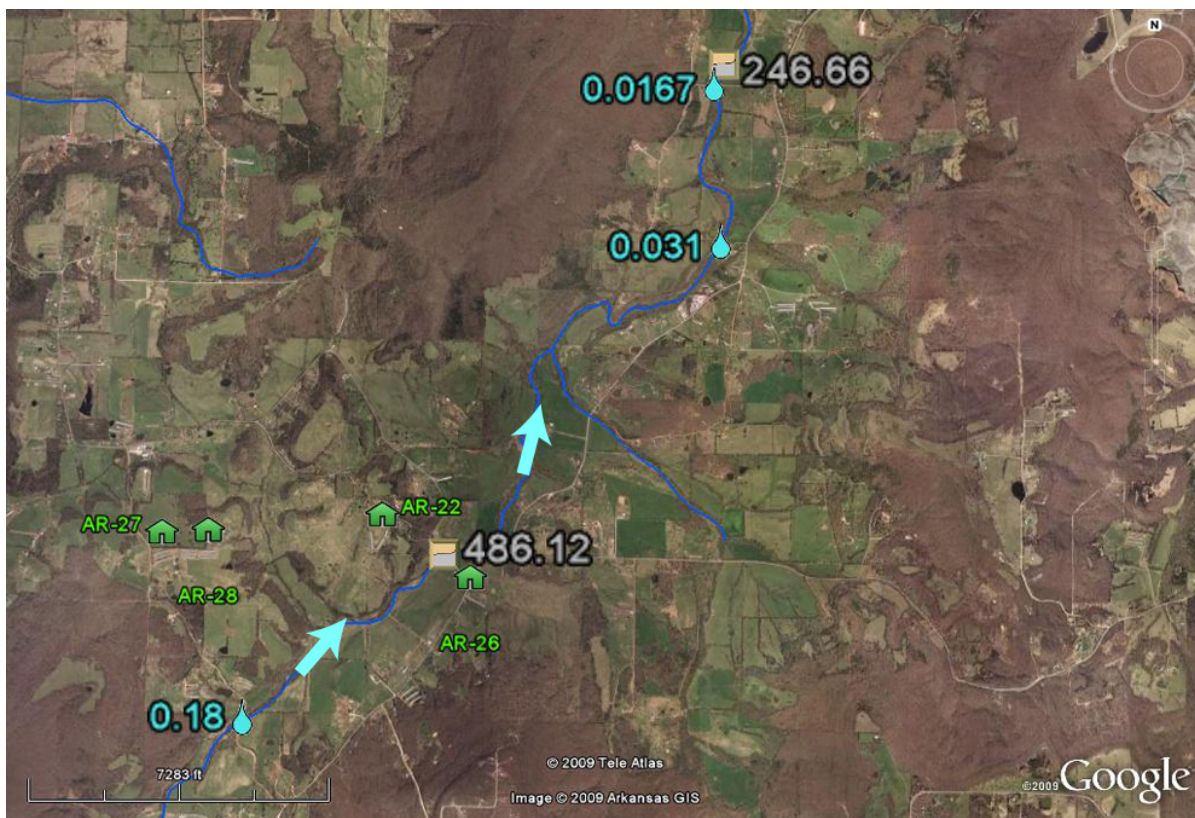 N
246.66
0.0167
0.031
AR-27
AR-22
486.12
AR-28
AR-26
0.18
7283 ft
© 2009 Tele Atlas
Image © 2009 Arkansas GIS
©2009 Google